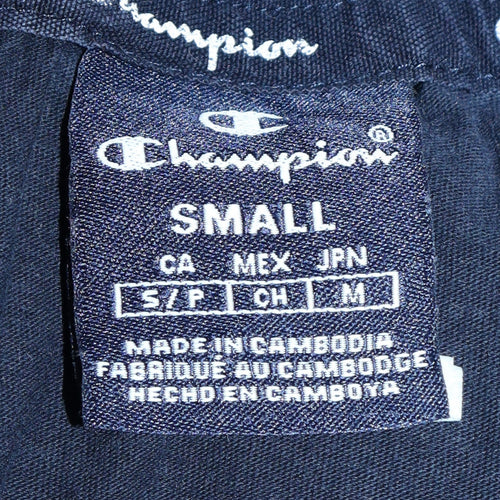 Champion
Champion®
SMALL
CA MEX JPN
S/P CH M
MADE IN CAMBODIA
FABRIQUÉ AU CAMBODGE
HECHO EN CAMBOYA